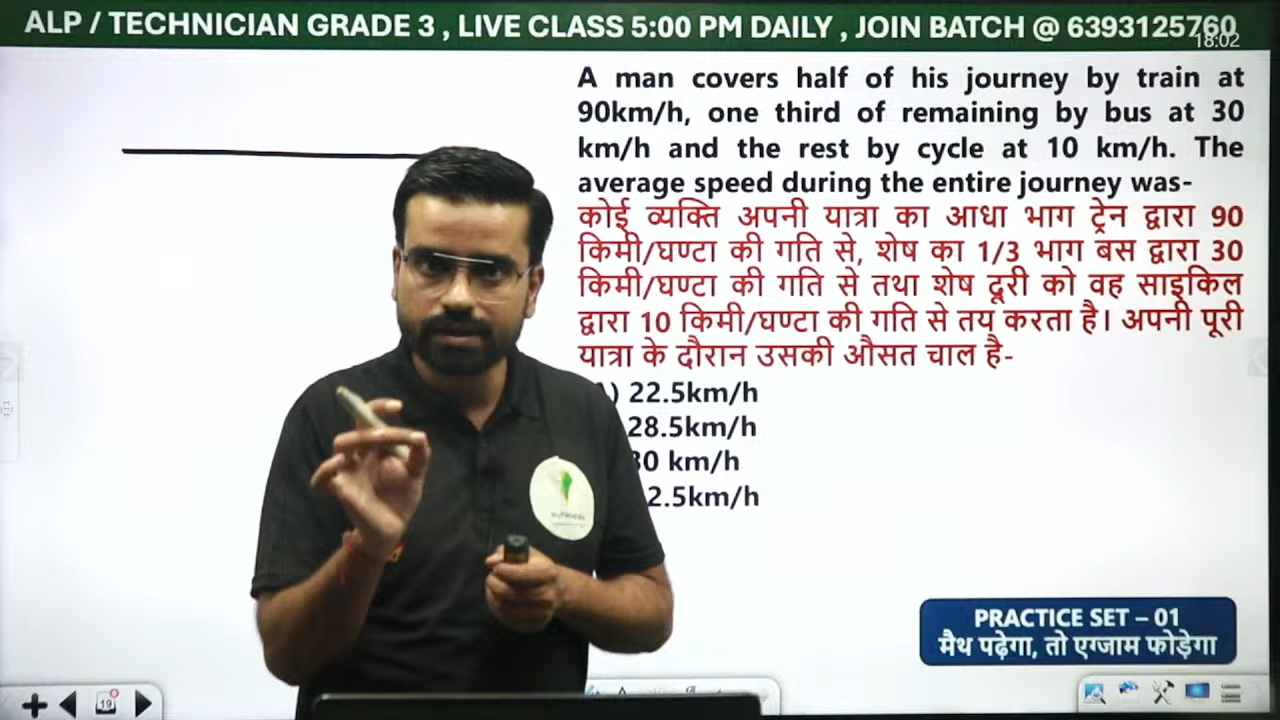 ALP / TECHNICIAN GRADE 3 , LIVE CLASS 5:00 PM DAILY , JOIN BATCH @ 6393125760
18:02
A man covers half of his journey by train at
90km/h, one third of remaining by bus at 30
km/h and the rest by cycle at 10 km/h. The
average speed during the entire journey was-
कोई व्यक्ति अपनी यात्रा का आधा भाग ट्रेन द्वारा 90
किमी/घण्टा की गति से, शेष का 1/3 भाग बस द्वारा 30
किमी/घण्टा की गति से तथा शेष दूरी को वह साइकिल
द्वारा 10 किमी/घण्टा की गति से तय करता है। अपनी पूरी
यात्रा के दौरान उसकी औसत चाल है-
) 22.5km/h
28.5km/h
30 km/h
2.5km/h
PRACTICE SET – 01
मैथ पढ़ेगा, तो एग्जाम फोड़ेगा
19